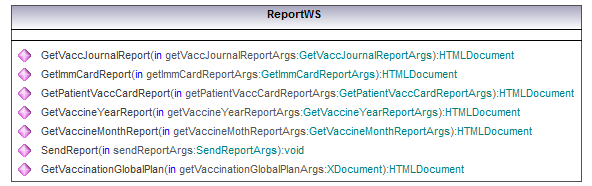 ReportWS
GetVaccJournalReport(in getVaccJournalReportArgs:GetVaccJournalReportArgs):HTMLDocument
GetImmCardReport(in getImmCardReportArgs:GetImmCardReportArgs):HTMLDocument
GetPatientVaccCardReport(in getPatientVaccCardReportArgs:GetPatientVaccCardReportArgs):HTMLDocument
GetVaccineYearReport(in getVaccineYearReportArgs:GetVaccineYearReportArgs):HTMLDocument
GetVaccineMonthReport(in getVaccineMothReportArgs:GetVaccineMonthReportArgs):HTMLDocument
SendReport(in sendReportArgs:SendReportArgs):void
GetVaccinationGlobalPlan(in getVaccinationGlobalPlanArgs:XDocument):HTMLDocument